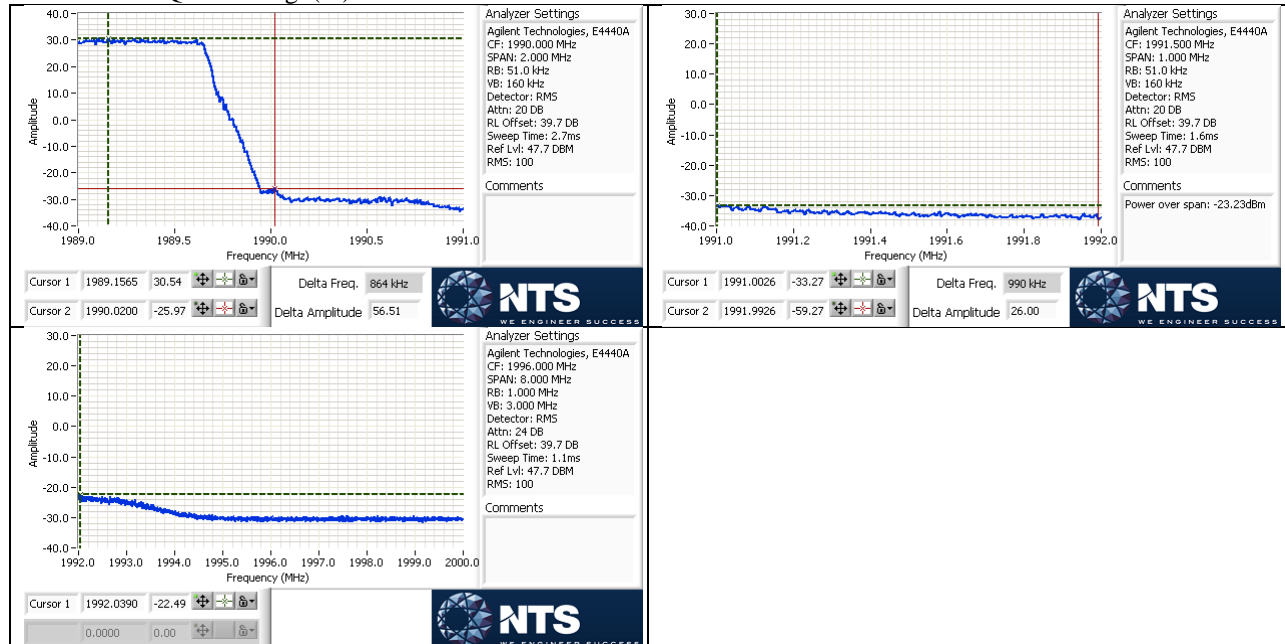 40.0
30.0
20.0
10.0
0.0
-10.0
-20.0
-30.0
-40.0
Amplitude
1989.0 1989.5 1990.0 1990.5 1991.0
Frequency (MHz)
Analyzer Settings
Agilent Technologies, E4440A
CF: 1990.000 MHz
SPAN: 2.000 MHz
RB: 51.0 kHz
VB: 160 kHz
Detector: RMS
Attn: 20 DB
RL Offset: 39.7 DB
Sweep Time: 2.7ms
Ref Lvl: 47.7 DBM
RMS: 100
Comments
Cursor 1 1989.1565 30.54
Cursor 2 1990.0200 -25.97
Delta Freq. 864 kHz
Delta Amplitude 56.51
NTS
WE ENGINEER SUCCESS
30.0
20.0
10.0
0.0
-10.0
-20.0
-30.0
-40.0
Amplitude
1991.0 1991.2 1991.4 1991.6 1991.8 1992.0
Frequency (MHz)
Analyzer Settings
Agilent Technologies, E4440A
CF: 1991.500 MHz
SPAN: 1.000 MHz
RB: 51.0 kHz
VB: 160 kHz
Detector: RMS
Attn: 20 DB
RL Offset: 39.7 DB
Sweep Time: 1.6ms
Ref Lvl: 47.7 DBM
RMS: 100
Comments
Power over span: -23.23dBm
Cursor 1 1991.0026 -33.27
Cursor 2 1991.9926 -59.27
Delta Freq. 990 kHz
Delta Amplitude 26.00
NTS
WE ENGINEER SUCCESS
30.0
20.0
10.0
0.0
-10.0
-20.0
-30.0
-40.0
Amplitude
1992.0 1993.0 1994.0 1995.0 1996.0 1997.0 1998.0 1999.0 2000.0
Frequency (MHz)
Analyzer Settings
Agilent Technologies, E4440A
CF: 1996.000 MHz
SPAN: 8.000 MHz
RB: 1.000 MHz
VB: 3.000 MHz
Detector: RMS
Attn: 24 DB
RL Offset: 39.7 DB
Sweep Time: 1.1ms
Ref Lvl: 47.7 DBM
RMS: 100
Comments
Cursor 1 1992.0390 -22.49
0.0000 0.00
NTS
WE ENGINEER SUCCESS